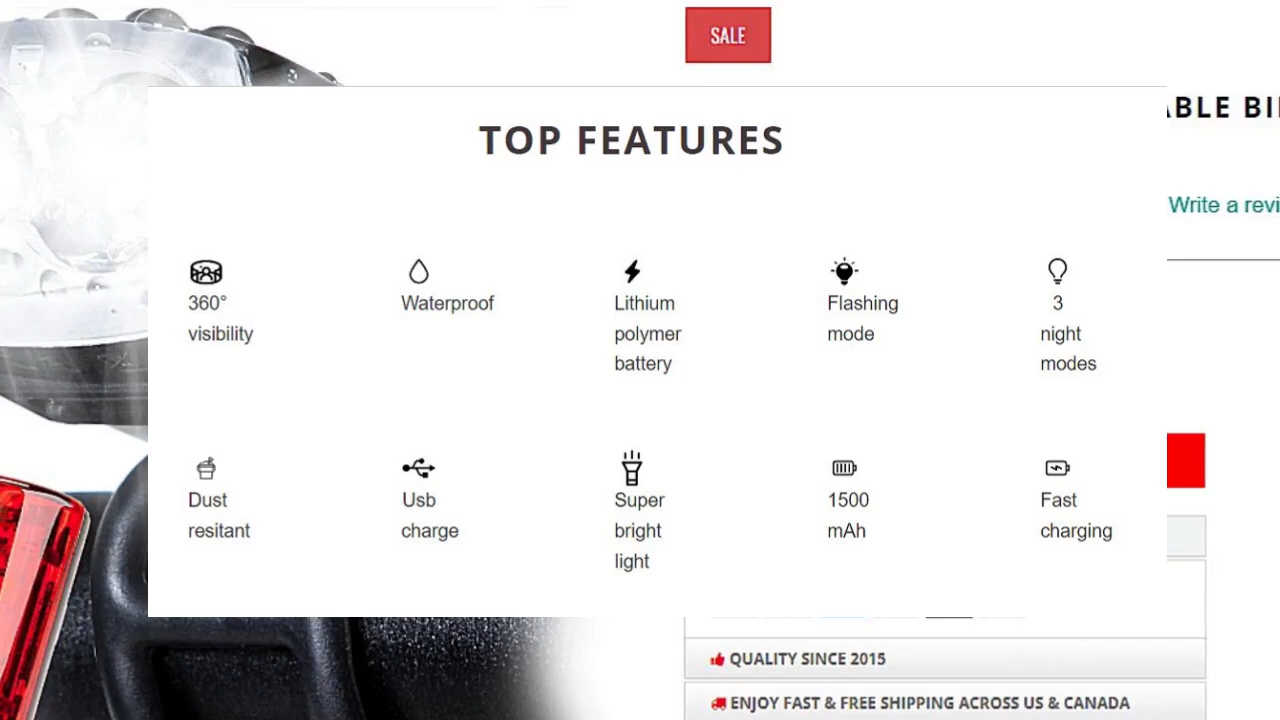 SALE
ABLE BI
Write a revi
TOP FEATURES
360°
visibility
Waterproof
Lithium
polymer
battery
Flashing
mode
3
night
modes
Dust
resitant
Usb
charge
Super
bright
light
1500
mAh
Fast
charging
QUALITY SINCE 2015
ENJOY FAST & FREE SHIPPING ACROSS US & CANADA